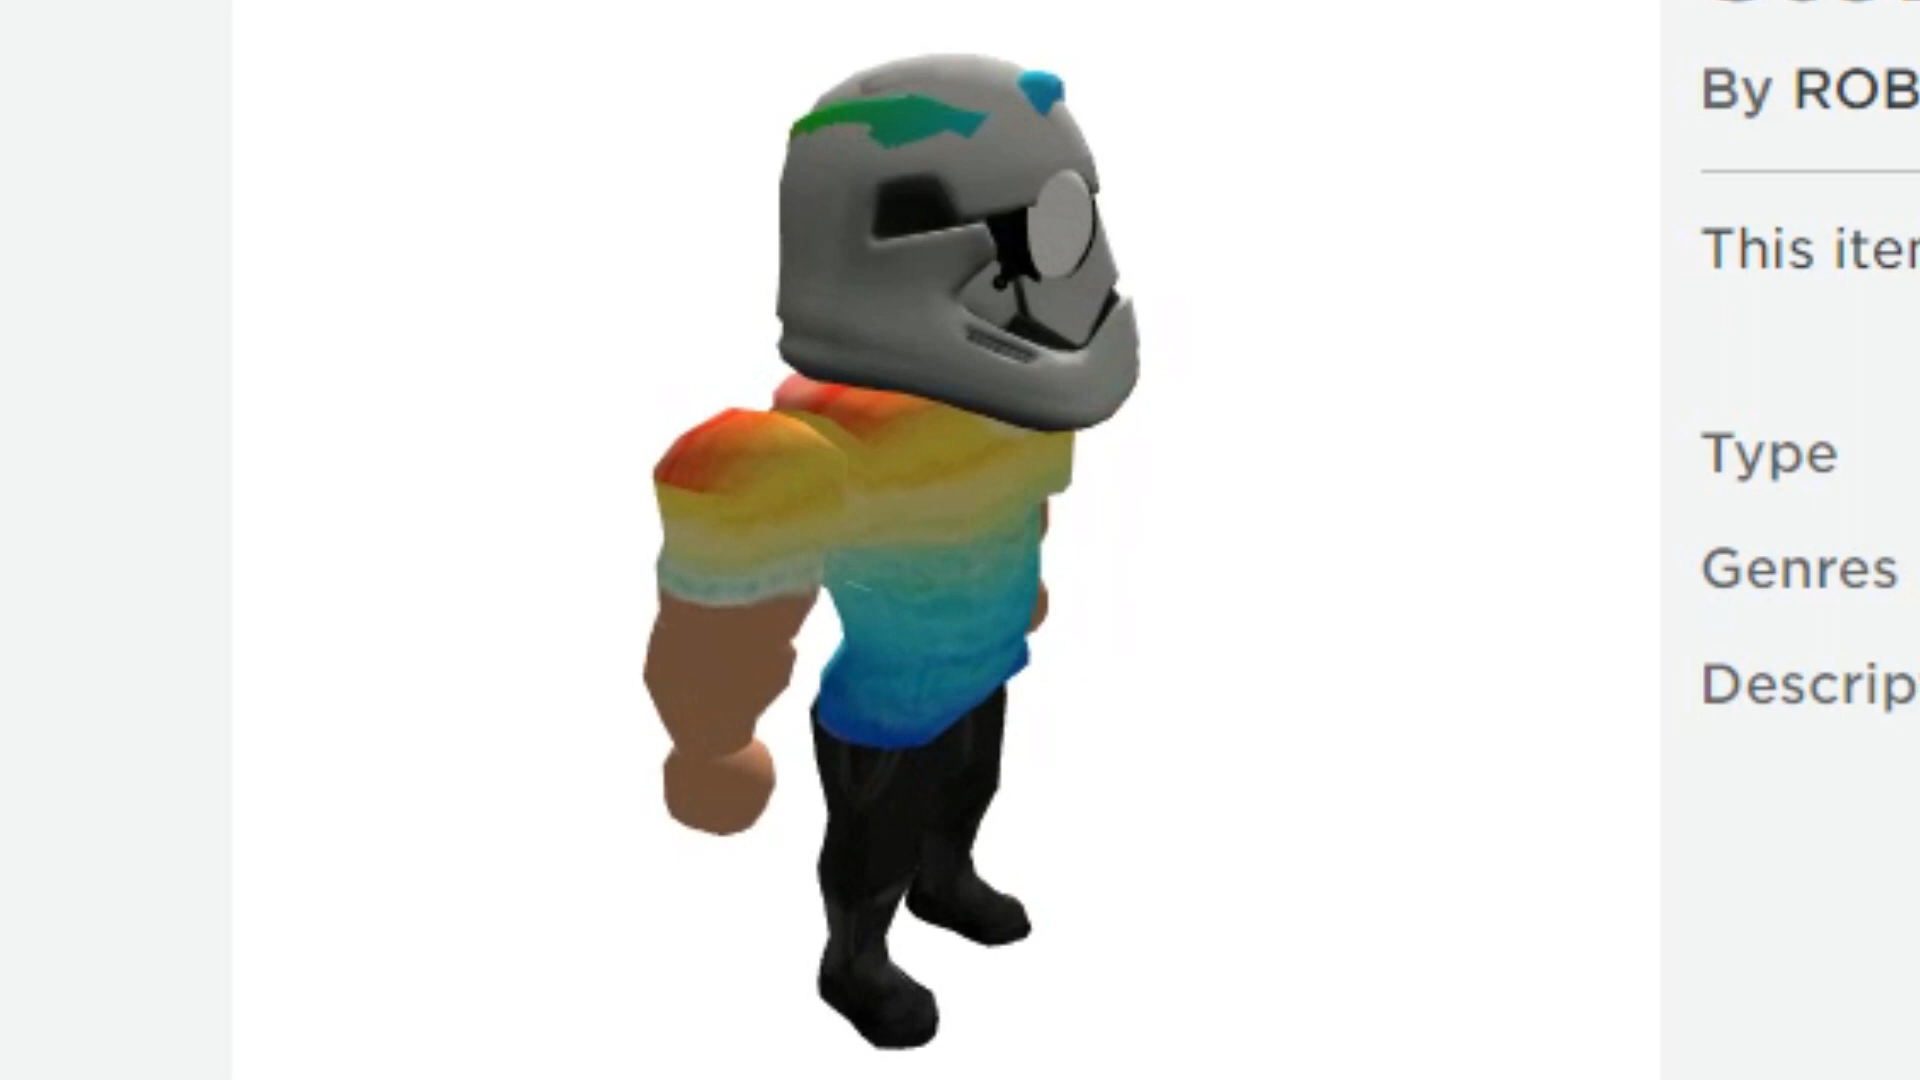 By ROB
This iter
Type
Genres
Descrip